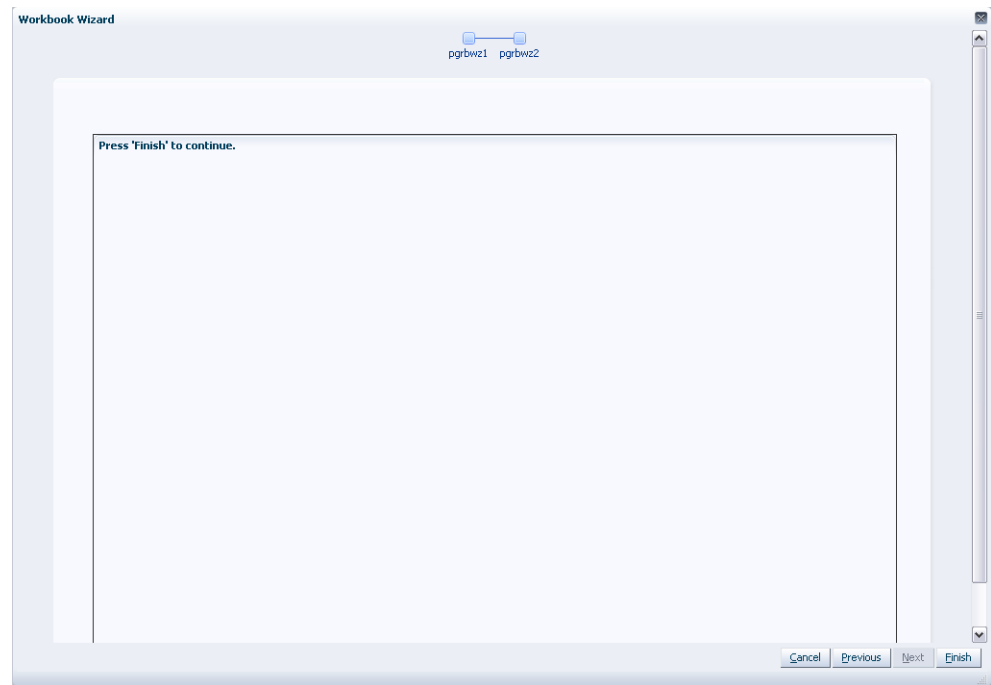 Workbook Wizard
pgrbwz1 pgrbwz2
Press 'Finish' to continue.
Cancel Previous Next Finish